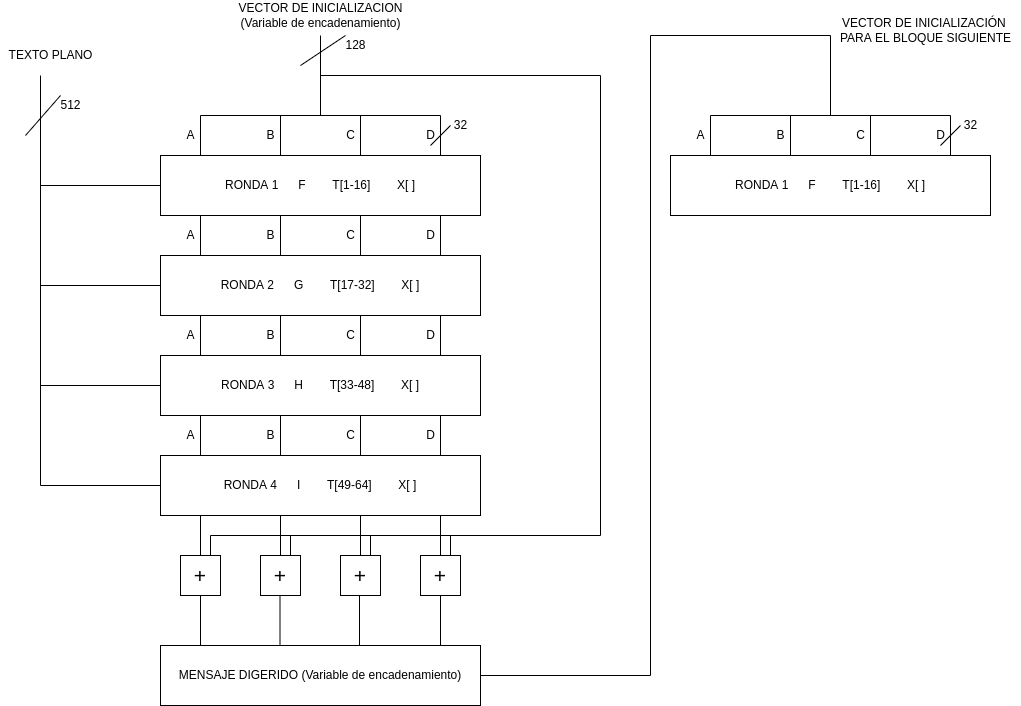 VECTOR DE INICIALIZACION
(Variable de encadenamiento)
128
TEXTO PLANO
512
A B C D 32
RONDA 1 F T[1-16] X[ ]
A B C D
RONDA 2 G T[17-32] X[ ]
A B C D
RONDA 3 H T[33-48] X[ ]
A B C D
RONDA 4 I T[49-64] X[ ]
+ + + +
MENSAJE DIGERIDO (Variable de encadenamiento)
VECTOR DE INICIALIZACIÓN
PARA EL BLOQUE SIGUIENTE
A B C D 32
RONDA 1 F T[1-16] X[ ]